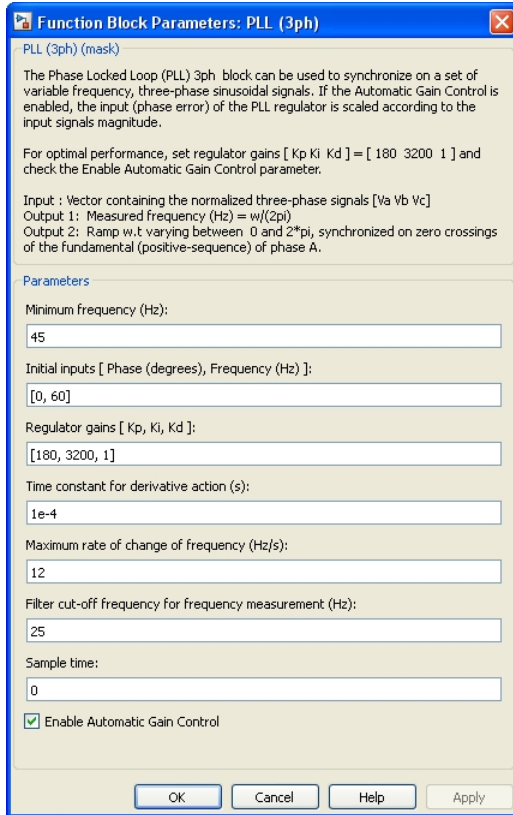 Function Block Parameters: PLL (3ph)
PLL (3ph) (mask)
The Phase Locked Loop (PLL) 3ph block can be used to synchronize on a set of
variable frequency, three-phase sinusoidal signals. If the Automatic Gain Control is
enabled, the input (phase error) of the PLL regulator is scaled according to the
input signals magnitude.
For optimal performance, set regulator gains [ Kp Ki Kd ] = [ 180 3200 1 ] and
check the Enable Automatic Gain Control parameter.
Input : Vector containing the normalized three-phase signals [Va Vb Vc]
Output 1: Measured frequency (Hz) = w/(2pi)
Output 2: Ramp w.t varying between 0 and 2*pi, synchronized on zero crossings
of the fundamental (positive-sequence) of phase A.
Parameters
Minimum frequency (Hz):
45
Initial inputs [ Phase (degrees), Frequency (Hz) ]:
[0, 60]
Regulator gains [ Kp, Ki, Kd ]:
[180, 3200, 1]
Time constant for derivative action (s):
1e-4
Maximum rate of change of frequency (Hz/s):
12
Filter cut-off frequency for frequency measurement (Hz):
25
Sample time:
0
Enable Automatic Gain Control
OK Cancel Help Apply